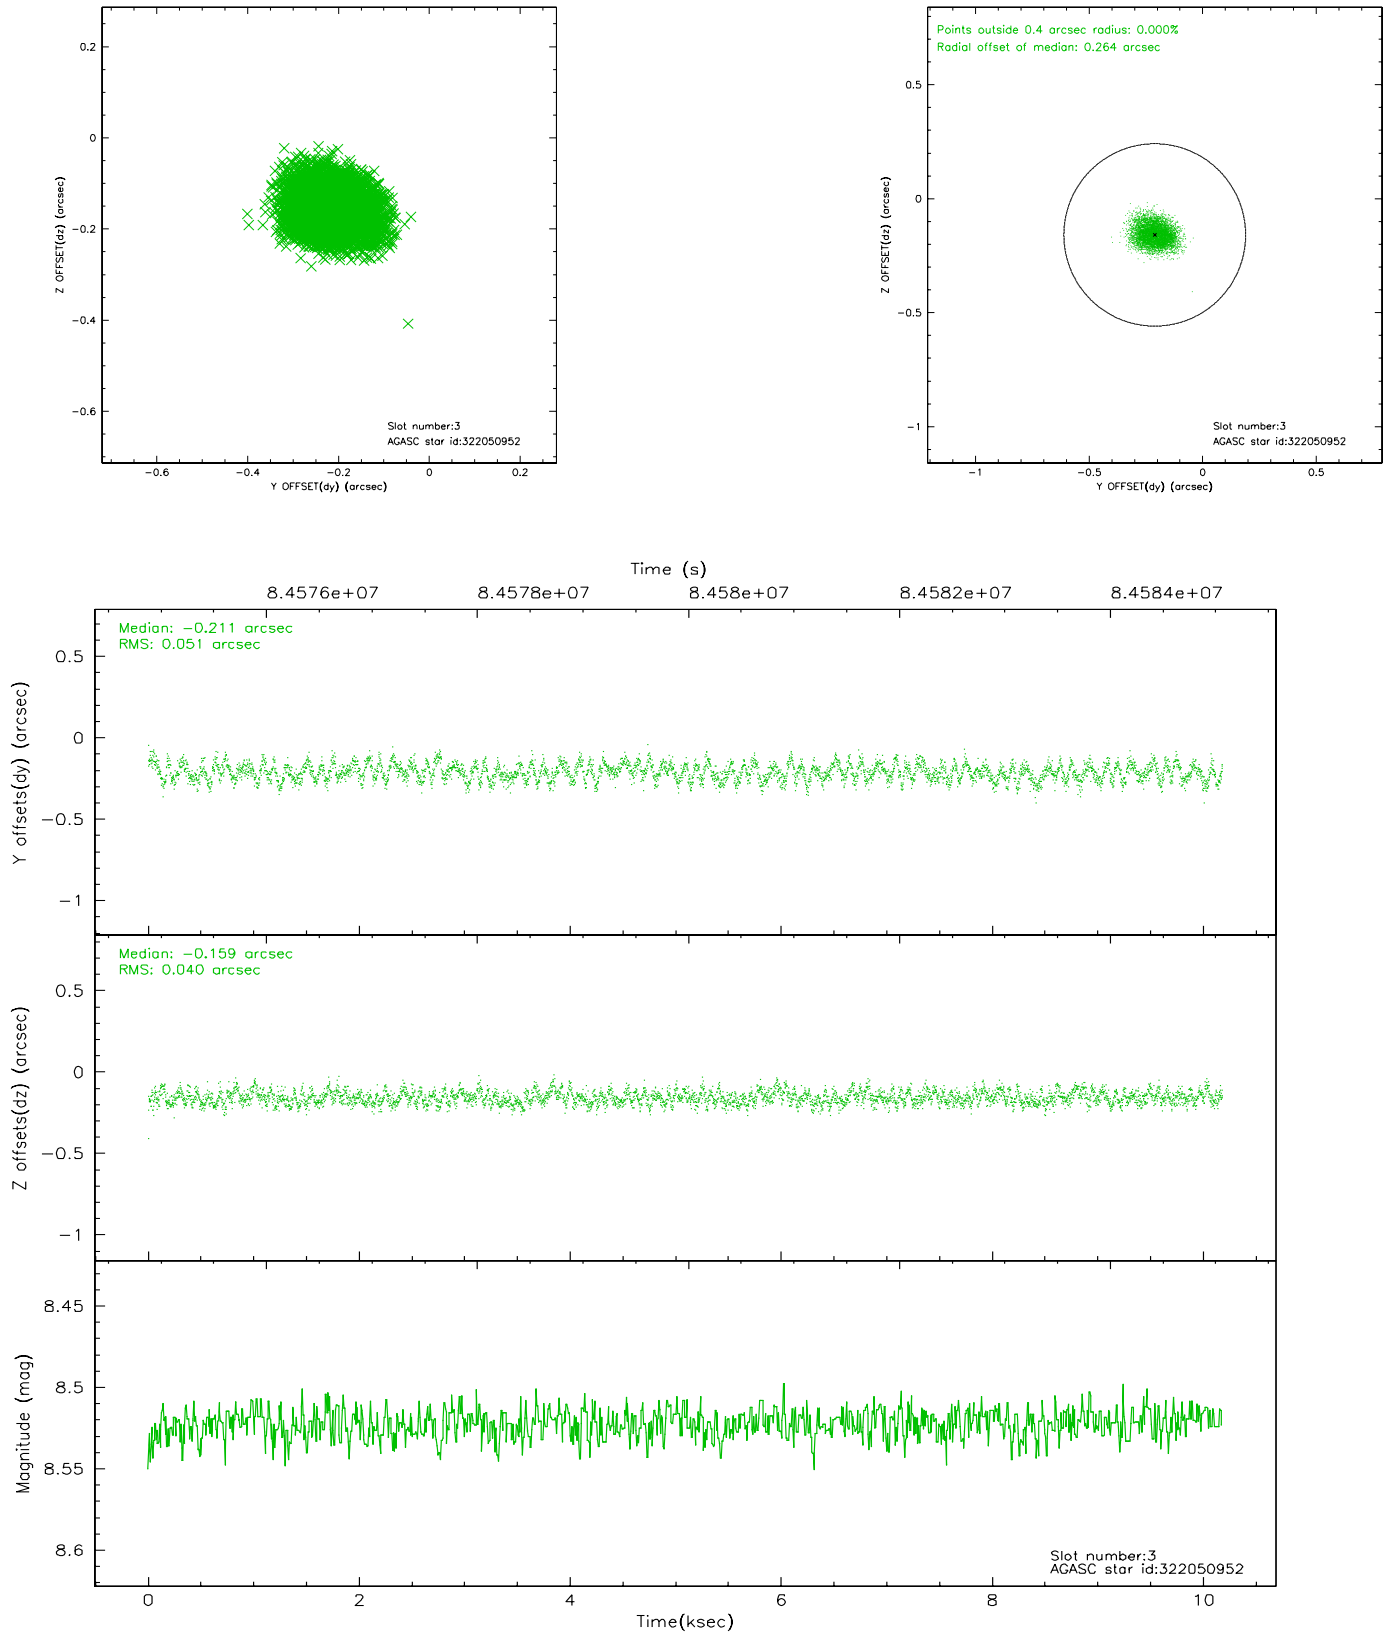 0.2
0
−0.2
−0.4
−0.6
Z OFFSET(dz) (arcsec)
Slot number:3
AGASC star id:322050952
−0.6 −0.4 −0.2 0 0.2
Y OFFSET(dy) (arcsec)
Points outside 0.4 arcsec radius: 0.000%
Radial offset of median: 0.264 arcsec
0.5
0
−0.5
−1
Z OFFSET(dz) (arcsec)
Slot number:3
AGASC star id:322050952
−1 −0.5 0 0.5
Y OFFSET(dy) (arcsec)
Time (s)
8.4576e+07 8.4578e+07 8.458e+07 8.4582e+07 8.4584e+07
Median: −0.211 arcsec
RMS: 0.051 arcsec
0.5
0
−0.5
−1
Y offsets(dy) (arcsec)
Median: −0.159 arcsec
RMS: 0.040 arcsec
0.5
0
−0.5
−1
Z offsets(dz) (arcsec)
8.45
8.5
8.55
8.6
Magnitude (mag)
Slot number:3
AGASC star id:322050952
0 2 4 6 8 10
Time(ksec)